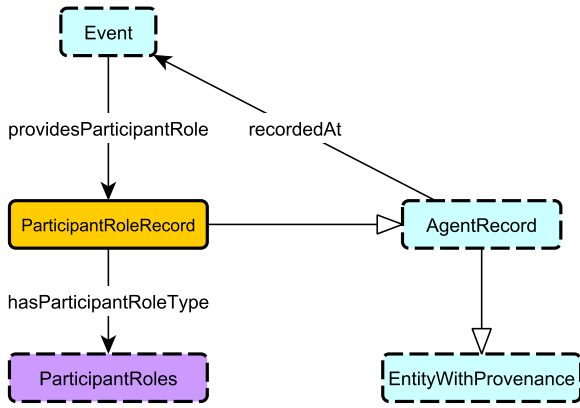 Event
providesParticipantRole
recordedAt
ParticipantRoleRecord
AgentRecord
hasParticipantRoleType
ParticipantRoles
EntityWithProvenance